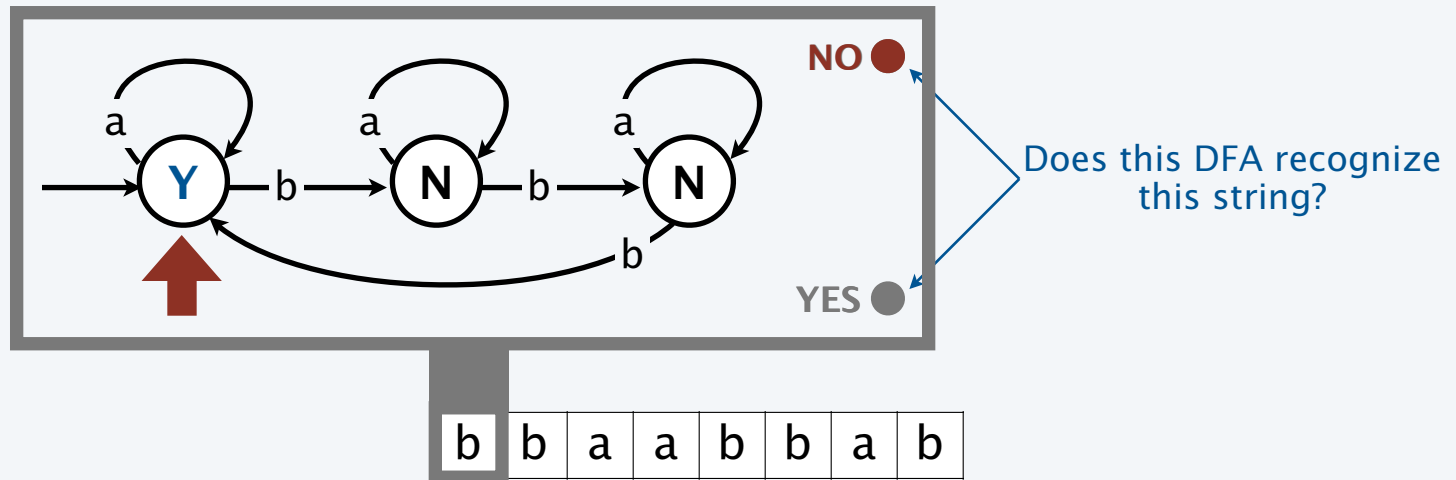 NO
a a a
Does this DFA recognize
this string?
Y b N b N
b
YES
b b a a b b a b